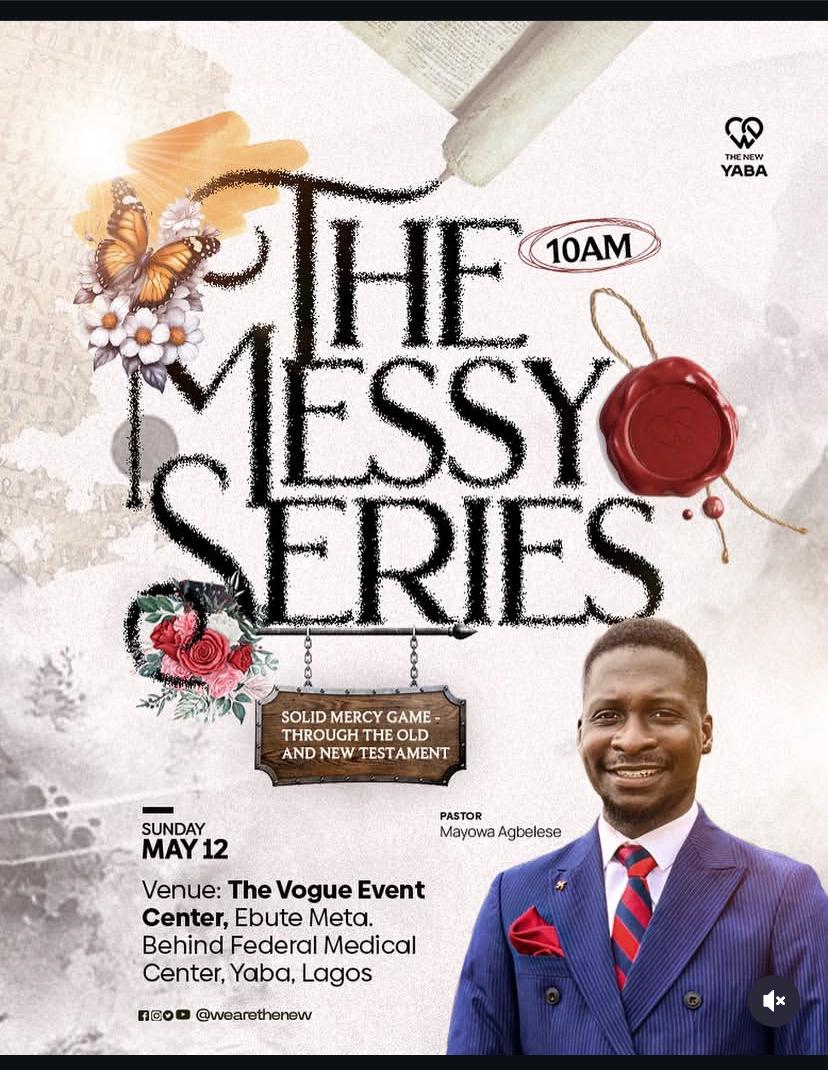 THE NEW
YABA
THE
10AM
MESSY
SERIES
SOLID MERCY GAME -
THROUGH THE OLD
AND NEW TESTAMENT
PASTOR
Mayowa Agbelese
SUNDAY
MAY 12
Venue: The Vogue Event
Center, Ebute Meta.
Behind Federal Medical
Center, Yaba, Lagos
@wearethenew